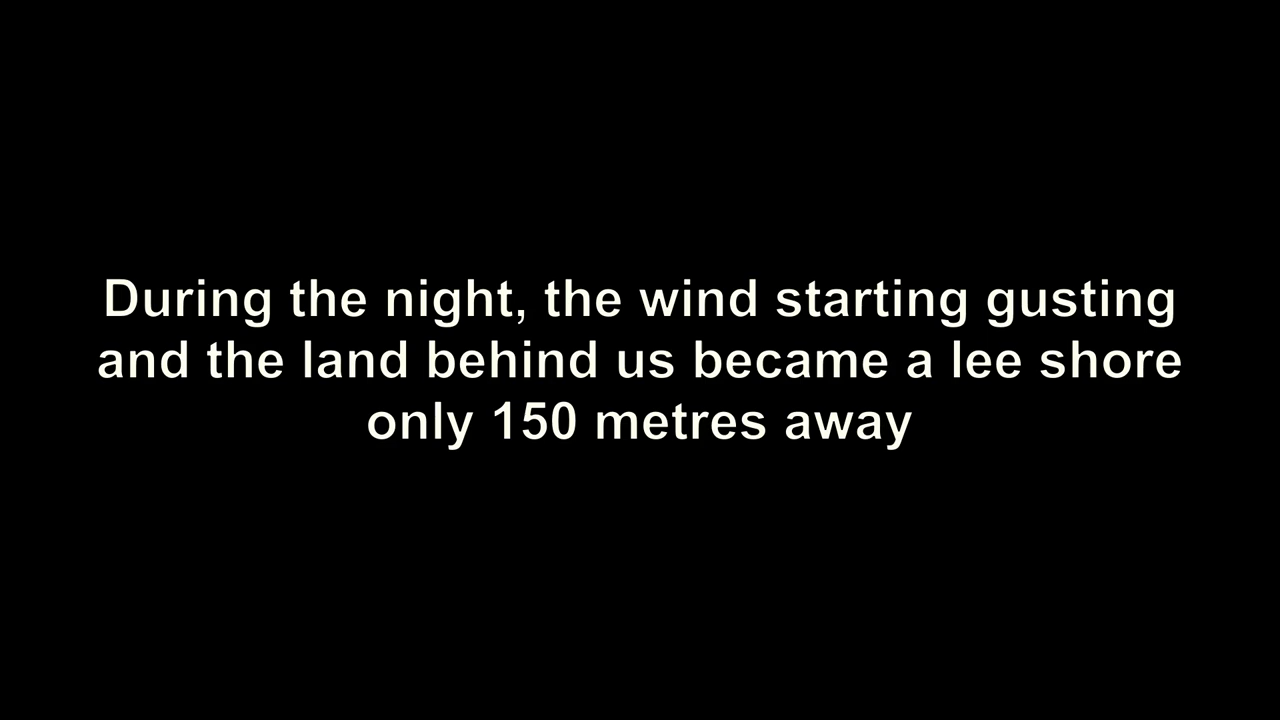 During the night, the wind starting gusting
and the land behind us became a lee shore
only 150 metres away